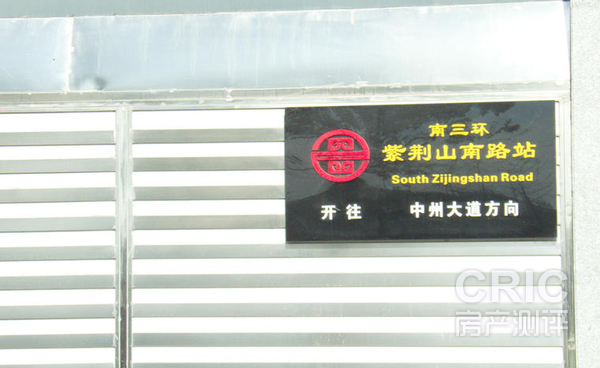 南三环
紫荆山南路站
South Zijingshan Road
开往 中州大道方向
CRIC
房产测评